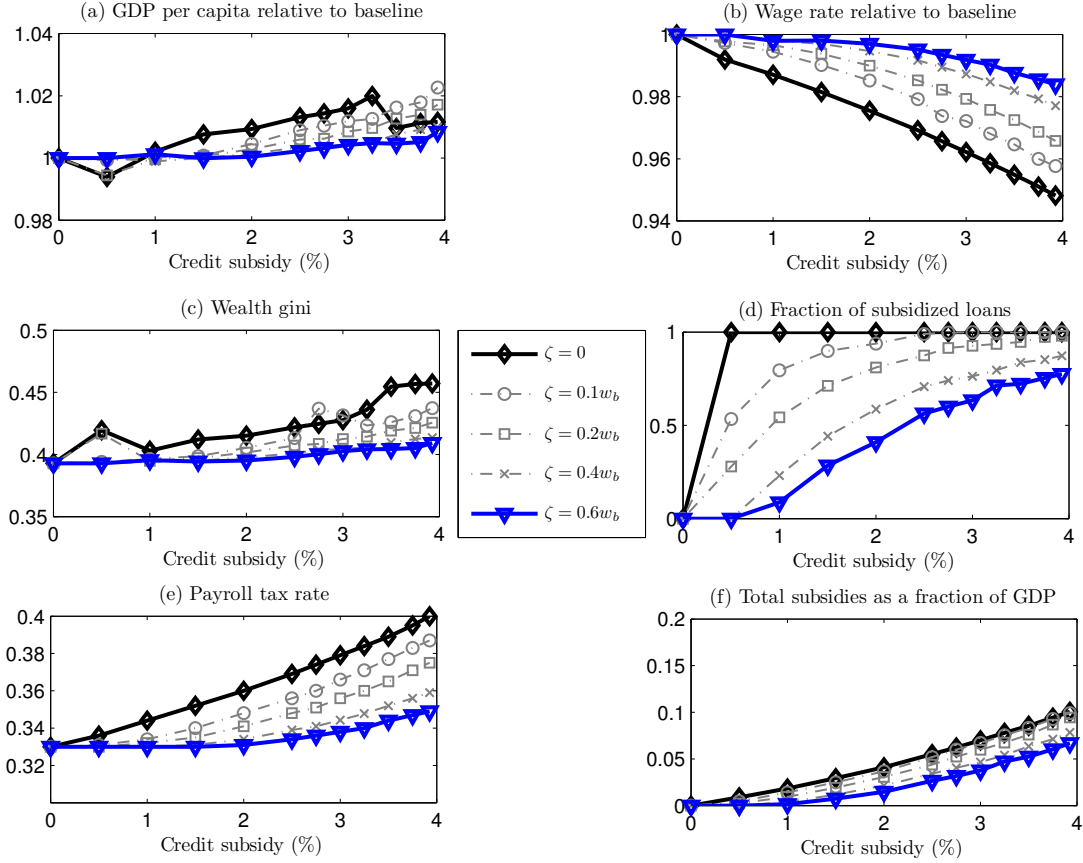 (a) GDP per capita relative to baseline
1.04
1.02
1
0.98
0 1 2 3 4
Credit subsidy (%)
(b) Wage rate relative to baseline
1
0.98
0.96
0.94
0 1 2 3 4
Credit subsidy (%)
(c) Wealth gini
0.5
0.45
0.4
0.35
0 1 2 3 4
Credit subsidy (%)
ζ = 0
ζ = 0.1w_b
ζ = 0.2w_b
ζ = 0.4w_b
ζ = 0.6w_b
(d) Fraction of subsidized loans
1
0.5
0
0 1 2 3 4
Credit subsidy (%)
(e) Payroll tax rate
0.4
0.38
0.36
0.34
0.32
0 1 2 3 4
Credit subsidy (%)
(f) Total subsidies as a fraction of GDP
0.2
0.15
0.1
0.05
0
0 1 2 3 4
Credit subsidy (%)